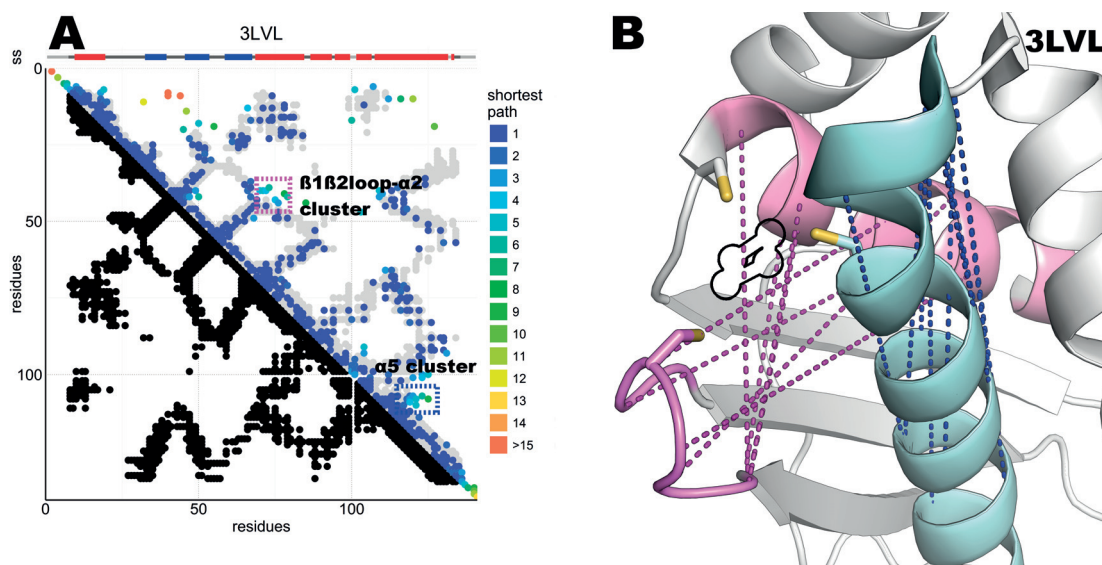 A
3LVL
ss
0
50
100
residues
0
50
100
residues
ß1ß2loop-α2
cluster
α5 cluster
shortest
path
1
2
3
4
5
6
7
8
9
10
11
12
13
14
>15
B
3LVL